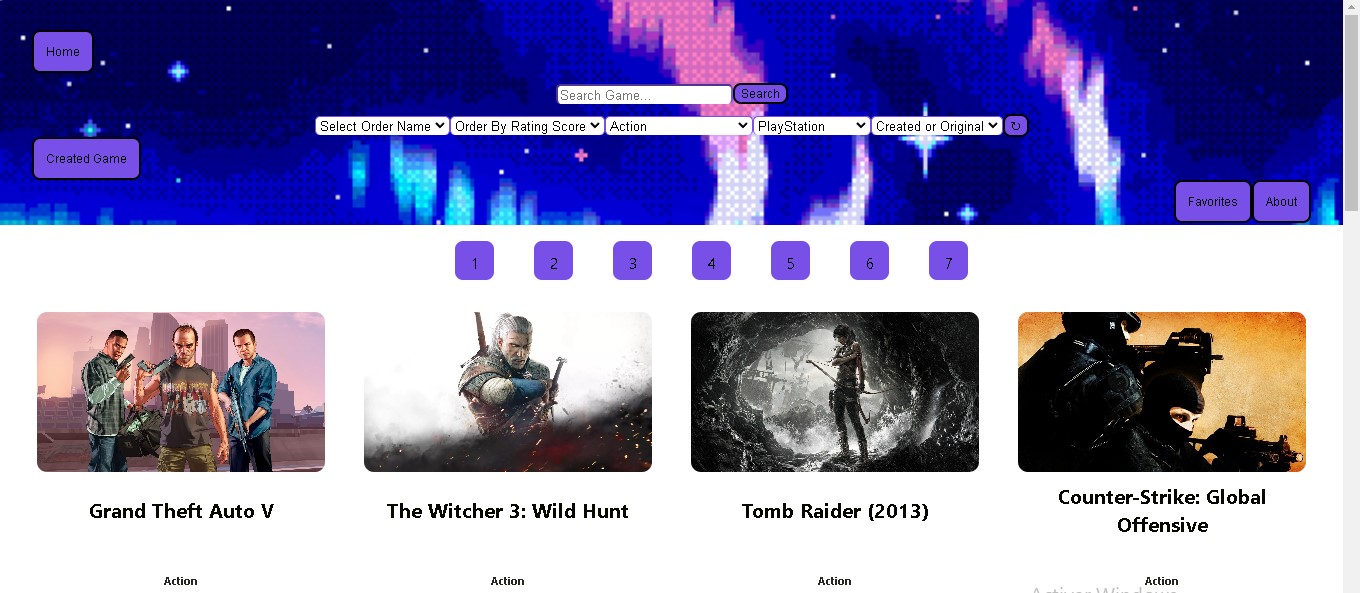 Home
Search Game... Search
Select Order Name Order By Rating Score Action PlayStation Created or Original ↻
Created Game
Favorites About
1 2 3 4 5 6 7
Grand Theft Auto V
The Witcher 3: Wild Hunt
Tomb Raider (2013)
Counter-Strike: Global
Offensive
Action Action Action Action
Activer Windows